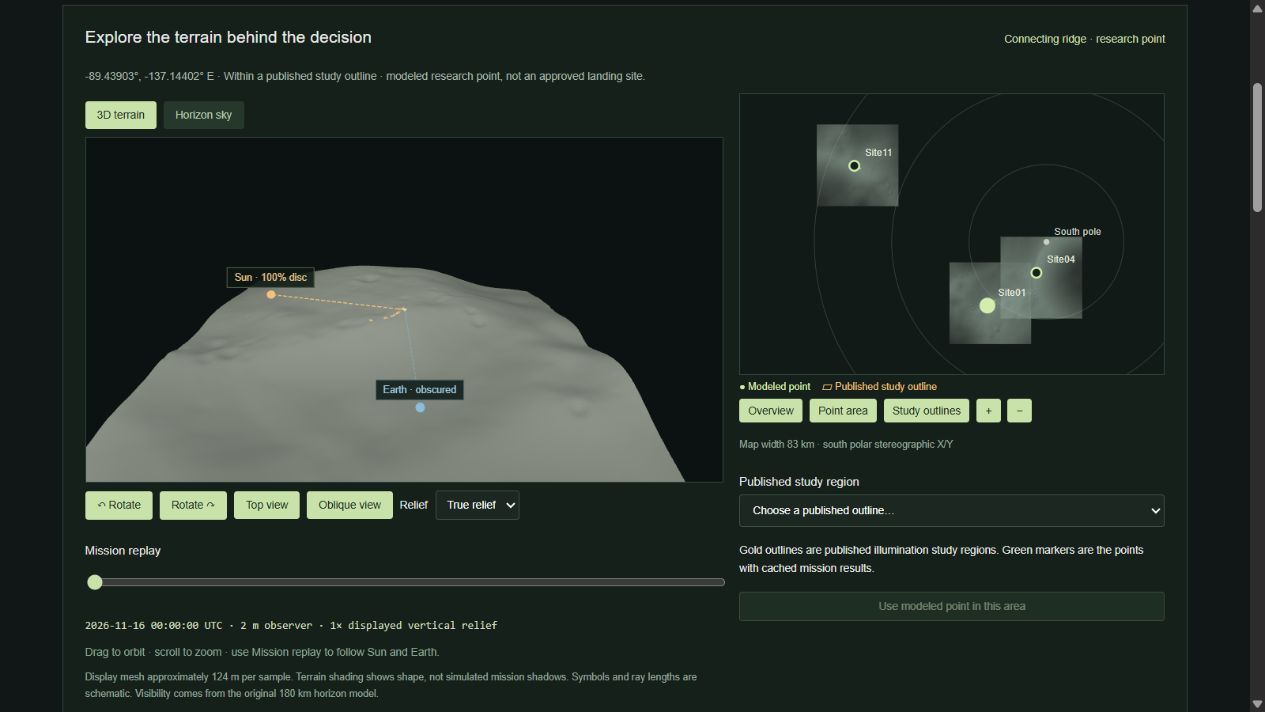 Explore the terrain behind the decision
Connecting ridge · research point
-89.43903°, -137.14402° E · Within a published study outline · modeled research point, not an approved landing site.
3D terrain
Horizon sky
Sun · 100% disc
Earth · obscured
↶ Rotate
Rotate ↷
Top view
Oblique view
Relief
True relief
Mission replay
2026-11-16 00:00:00 UTC · 2 m observer · 1× displayed vertical relief
Drag to orbit · scroll to zoom · use Mission replay to follow Sun and Earth.
Display mesh approximately 124 m per sample. Terrain shading shows shape, not simulated mission shadows. Symbols and ray lengths are
schematic. Visibility comes from the original 180 km horizon model.
Site11
South pole
Site04
Site01
● Modeled point ▱ Published study outline
Overview
Point area
Study outlines
+
−
Map width 83 km · south polar stereographic X/Y
Published study region
Choose a published outline...
Gold outlines are published illumination study regions. Green markers are the points
with cached mission results.
Use modeled point in this area